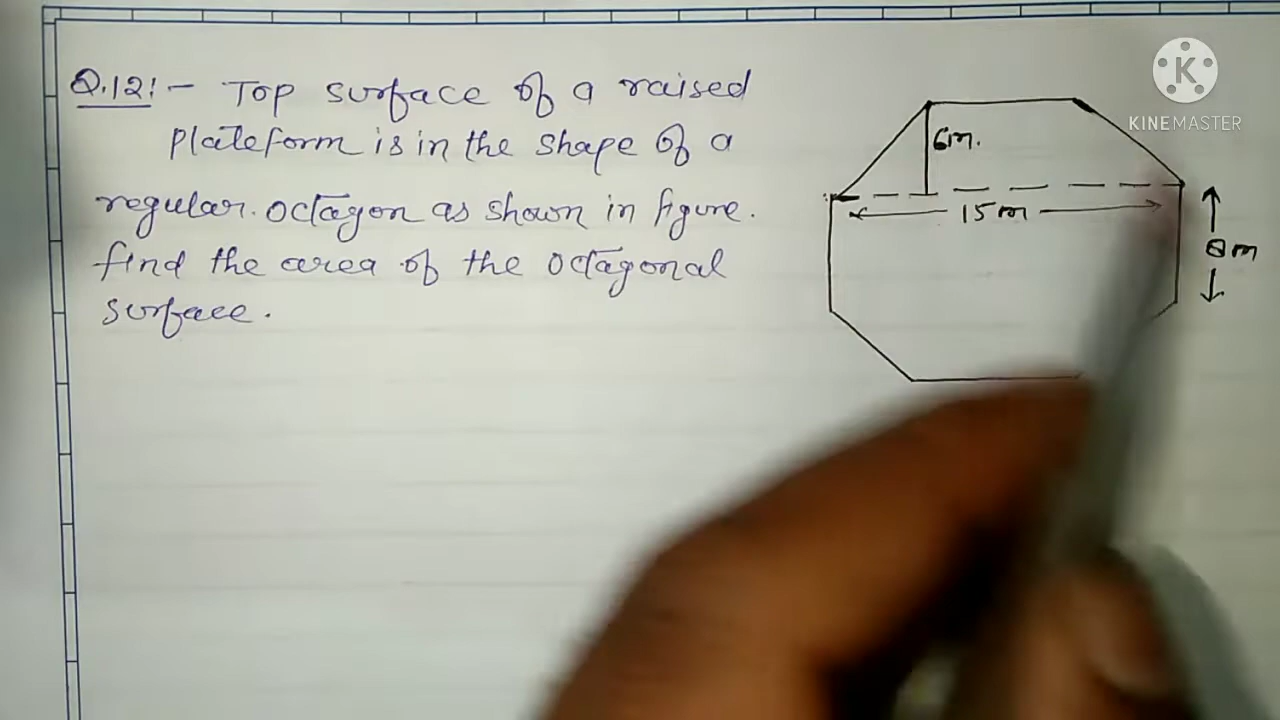 Q.12:- Top surface of a raised
plateform is in the shape of a
regular. octagon as shown in figure.
find the area of the octagonal
surface.
6m.
15m
8m
K
KINEMASTER